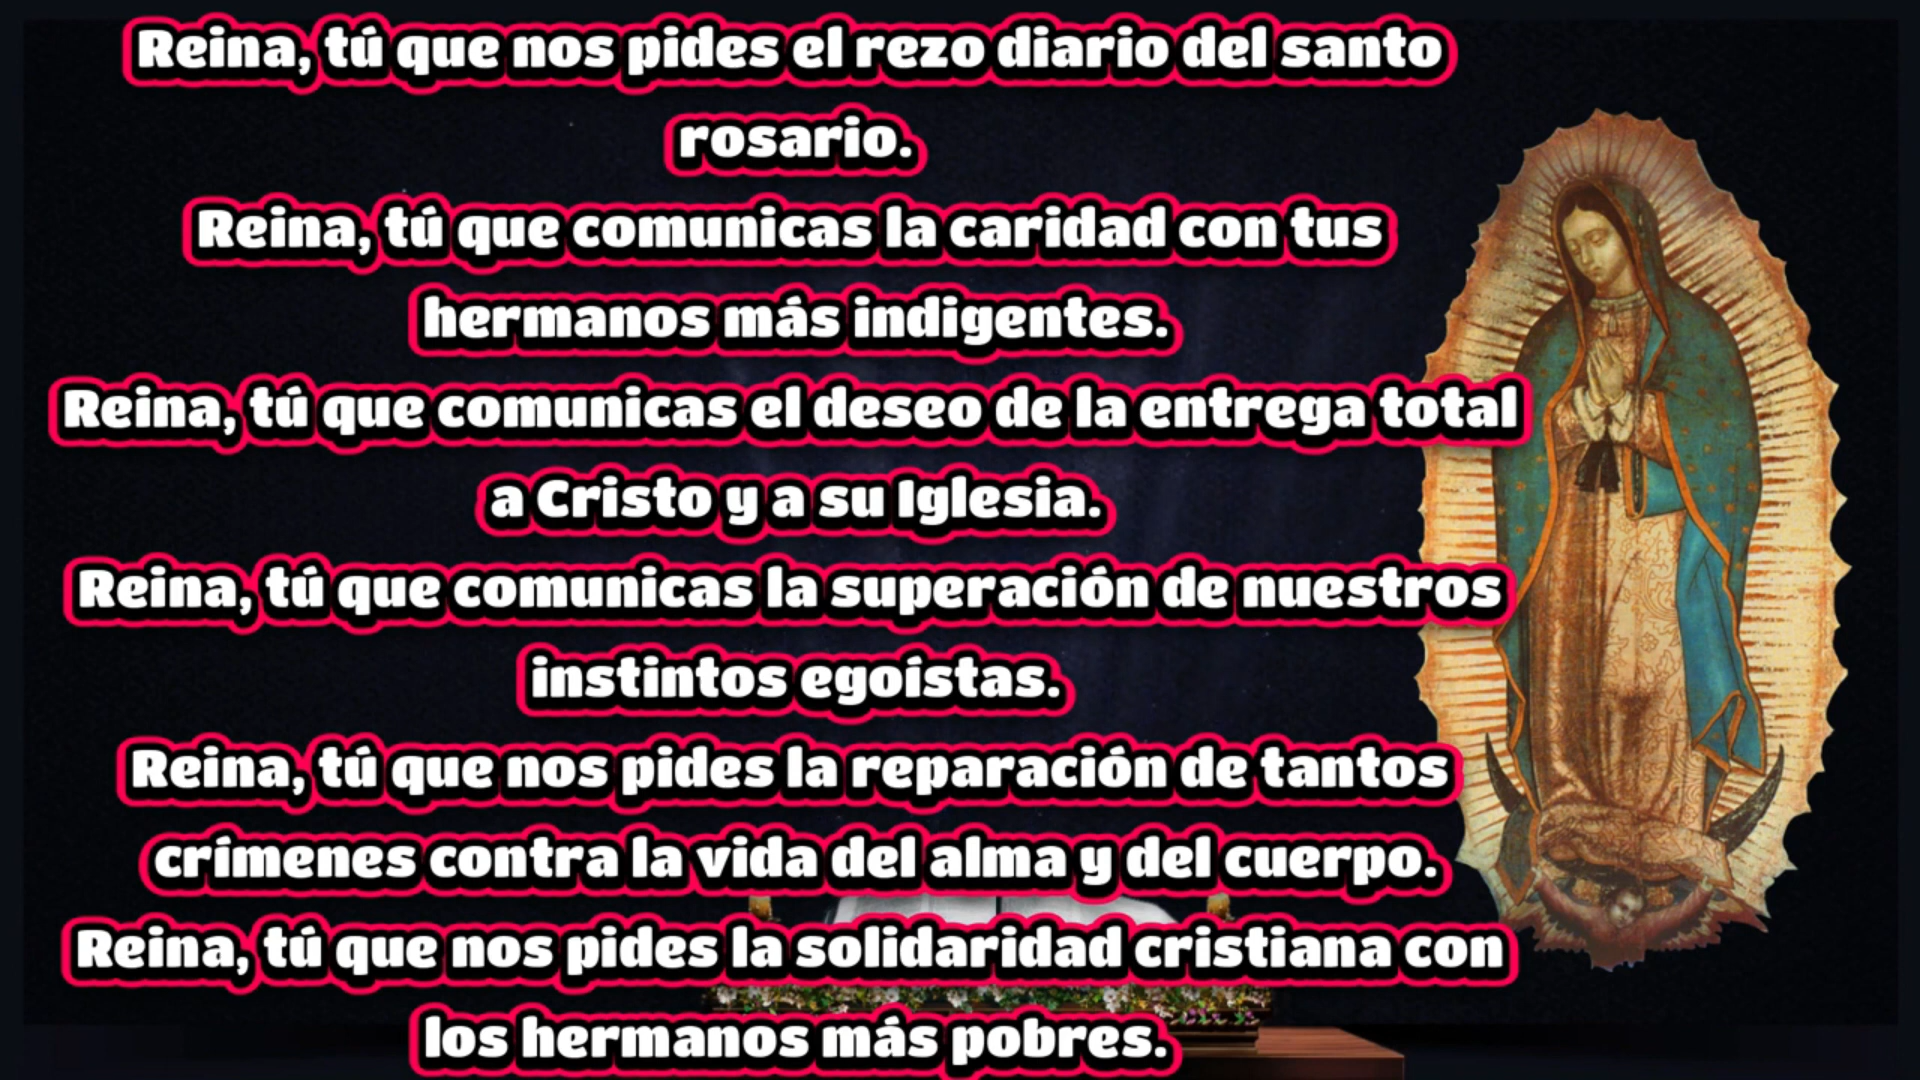 Reina, tú que nos pides el rezo diario del santo
rosario.
Reina, tú que comunicas la caridad con tus
hermanos más indigentes.
Reina, tú que comunicas el deseo de la entrega total
a Cristo y a su Iglesia.
Reina, tú que comunicas la superación de nuestros
instintos egoístas.
Reina, tú que nos pides la reparación de tantos
crímenes contra la vida del alma y del cuerpo.
Reina, tú que nos pides la solidaridad cristiana con
los hermanos más pobres.